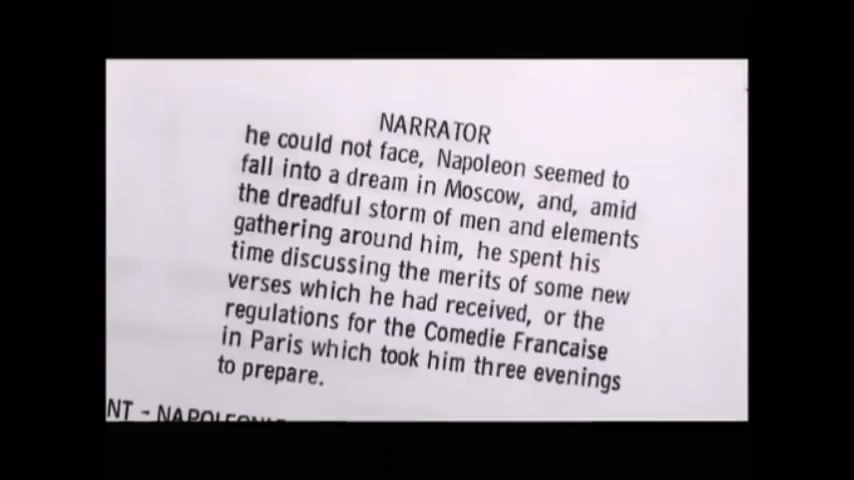 NARRATOR
he could not face, Napoleon seemed to
fall into a dream in Moscow, and, amid
the dreadful storm of men and elements
gathering around him, he spent his
time discussing the merits of some new
verses which he had received, or the
regulations for the Comedie Francaise
in Paris which took him three evenings
to prepare.
NT - NAPOLEON'S